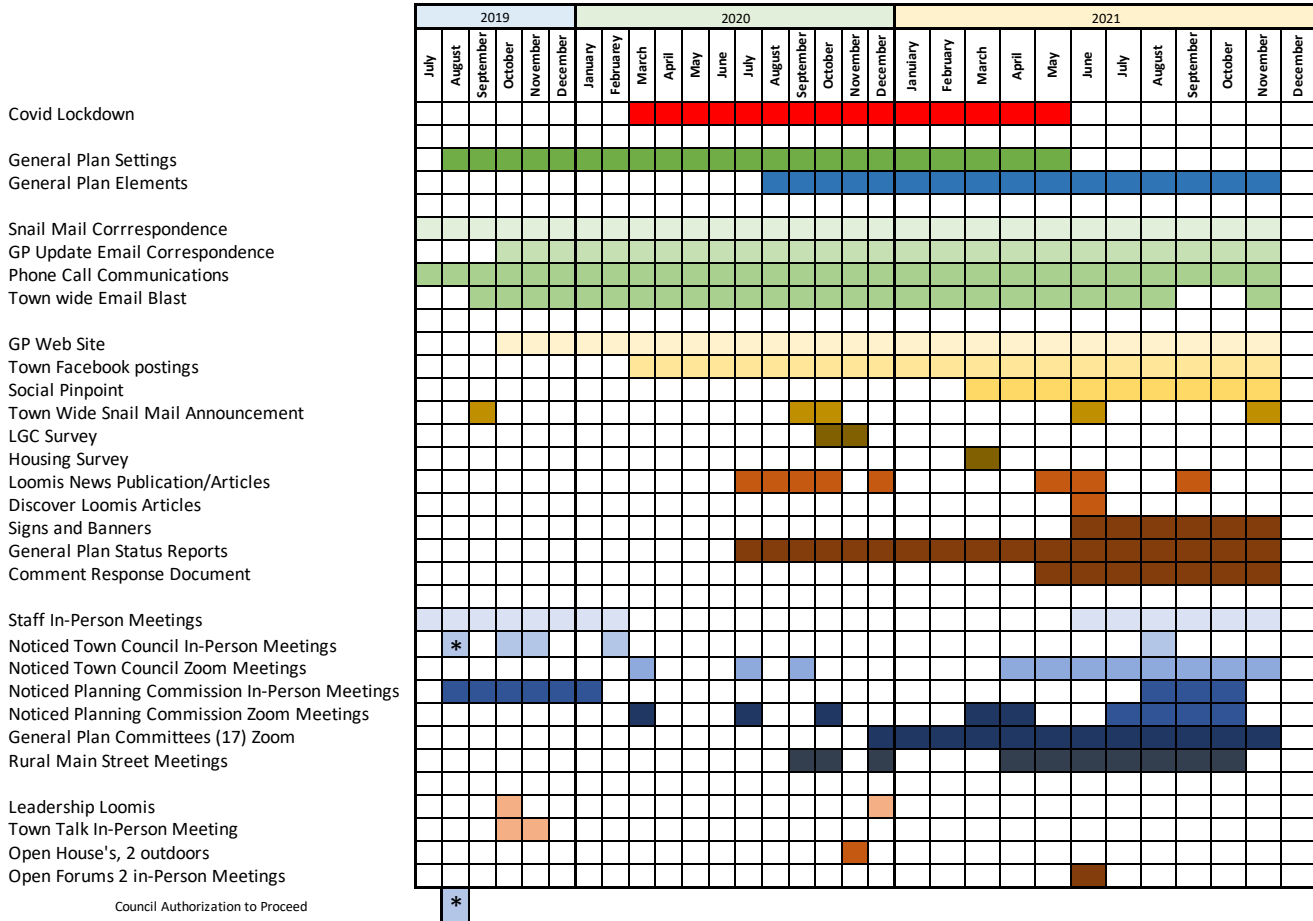 2019 2020 2021
July August September October November December January Februarey March April May June July August September October November December Januiary February March April May June July August September October November December
Covid Lockdown
General Plan Settings
General Plan Elements
Snail Mail Corrrespondence
GP Update Email Correspondence
Phone Call Communications
Town wide Email Blast
GP Web Site
Town Facebook postings
Social Pinpoint
Town Wide Snail Mail Announcement
LGC Survey
Housing Survey
Loomis News Publication/Articles
Discover Loomis Articles
Signs and Banners
General Plan Status Reports
Comment Response Document
Staff In-Person Meetings
Noticed Town Council In-Person Meetings *
Noticed Town Council Zoom Meetings
Noticed Planning Commission In-Person Meetings
Noticed Planning Commission Zoom Meetings
General Plan Committees (17) Zoom
Rural Main Street Meetings
Leadership Loomis
Town Talk In-Person Meeting
Open House's, 2 outdoors
Open Forums 2 in-Person Meetings
Council Authorization to Proceed *